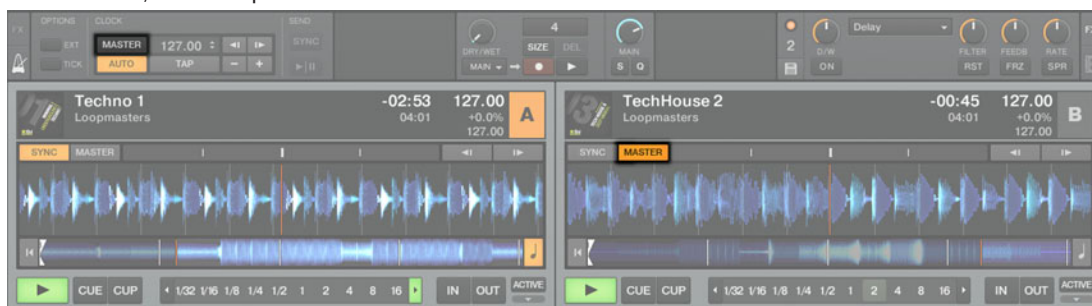 OPTIONS CLOCK SEND
EXT MASTER 127.00 SYNC
TICK AUTO TAP - +
4
DRY/WET SIZE DEL MAIN
MAIN S Q
2 D/W Delay FILTER FEEDB RATE
ON RST FRZ SPR
Techno 1 -02:53 127.00 A
Loopmasters 04:01 +0.0%
127.00
SYNC MASTER
CUE CUP 1/32 1/16 1/8 1/4 1/2 1 2 4 8 16 IN OUT ACTIVE
TechHouse 2 -00:45 127.00 B
Loopmasters 04:01 +0.0%
127.00
SYNC MASTER
CUE CUP 1/32 1/16 1/8 1/4 1/2 1 2 4 8 16 IN OUT ACTIVE